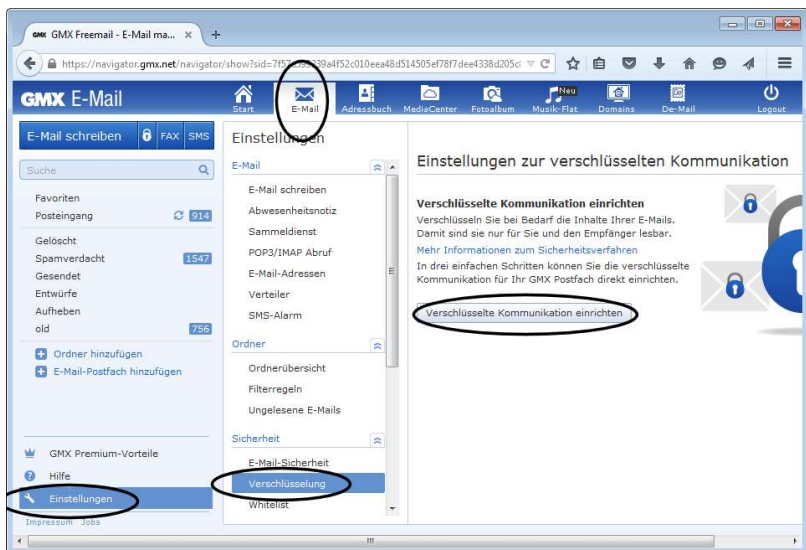 GMX GMX Freemail - E-Mail ma... × +
https://navigator.gmx.net/navigator/show?sid=
GMX E-Mail
Start E-Mail Adressbuch MediaCenter Fotoalbum Musik-Flat Neu Domains De-Mail Logout
E-Mail schreiben FAX SMS
Suche
Favoriten
Posteingang 914
Gelöscht
Spamverdacht 1547
Gesendet
Entwürfe
Aufheben
old 756
Ordner hinzufügen
E-Mail-Postfach hinzufügen
GMX Premium-Vorteile
Hilfe
Einstellungen
Impressum Jobs
Einstellungen
E-Mail
E-Mail schreiben
Abwesenheitsnotiz
Sammeldienst
POP3/IMAP Abruf
E-Mail-Adressen
Verteiler
SMS-Alarm
Ordner
Ordnerübersicht
Filterregeln
Ungelesene E-Mails
Sicherheit
E-Mail-Sicherheit
Verschlüsselung
Whitelist
Einstellungen zur verschlüsselten Kommunikation
Verschlüsselte Kommunikation einrichten
Verschlüsseln Sie bei Bedarf die Inhalte Ihrer E-Mails.
Damit sind sie nur für Sie und den Empfänger lesbar.
Mehr Informationen zum Sicherheitsverfahren
In drei einfachen Schritten können Sie die verschlüsselte
Kommunikation für Ihr GMX Postfach direkt einrichten.
Verschlüsselte Kommunikation einrichten